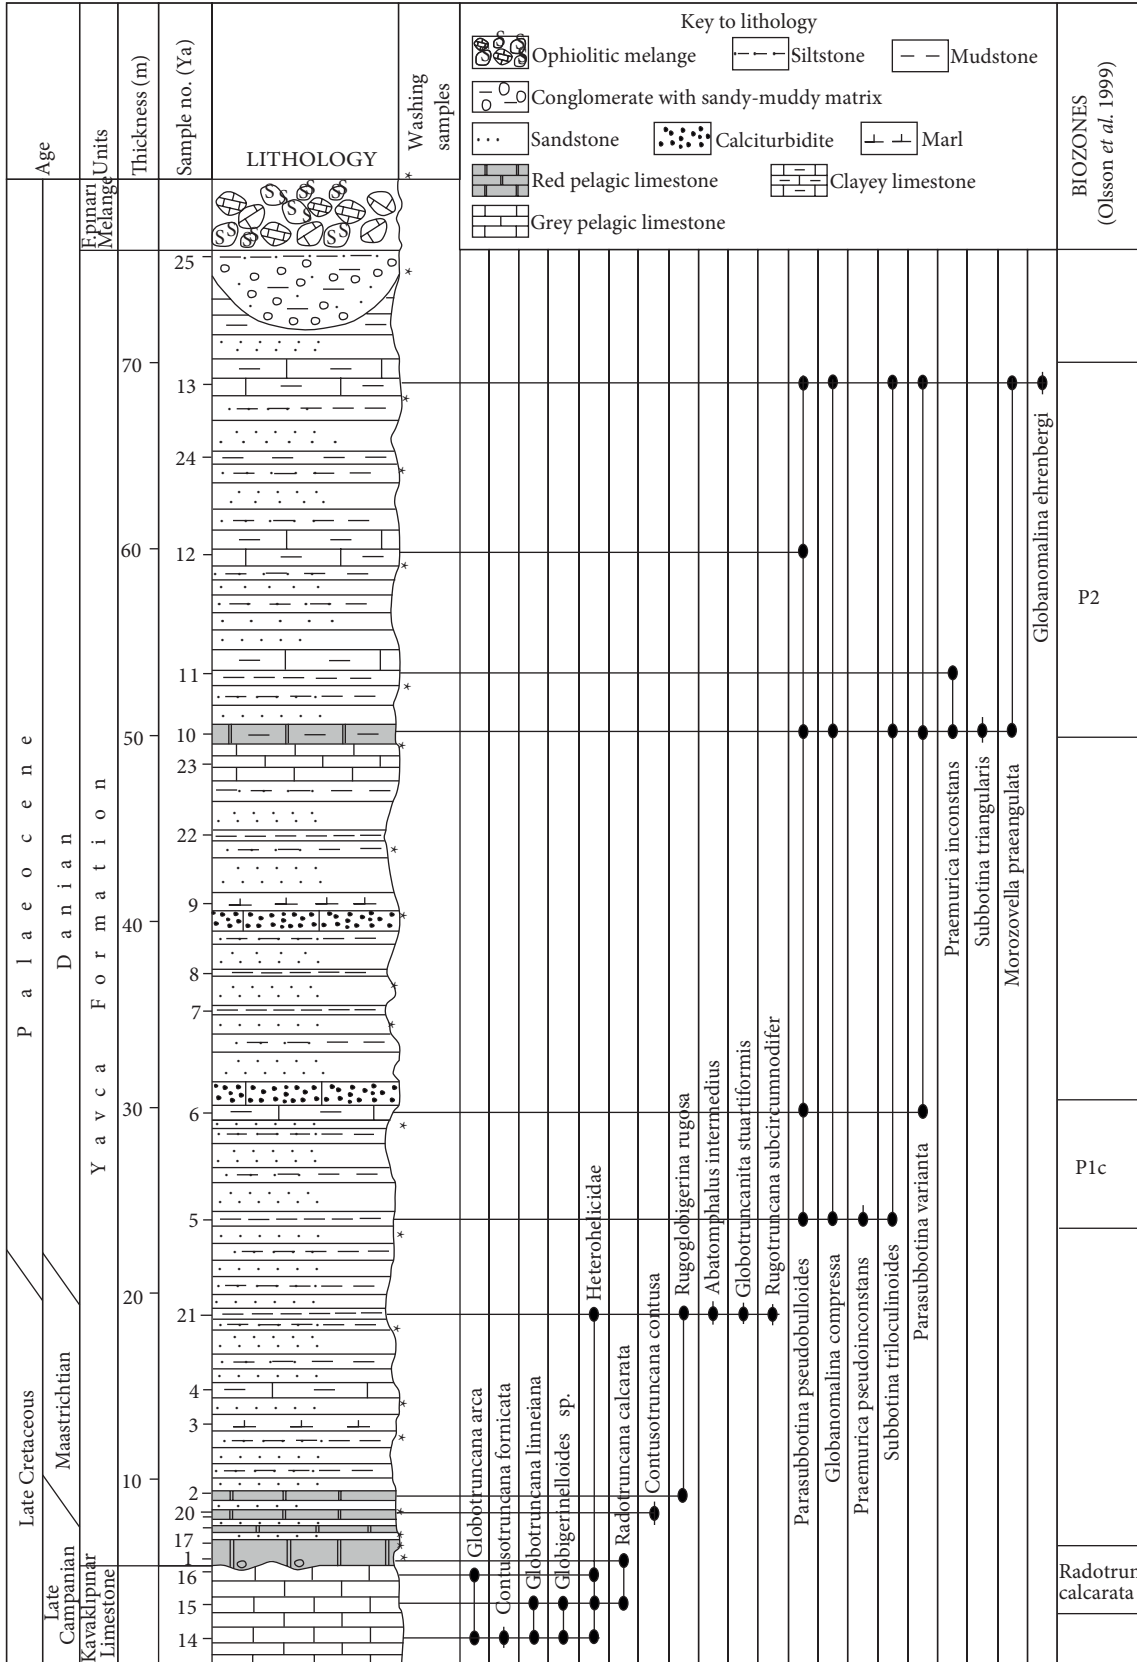 Age
Units
Thickness (m)
Sample no. (Ya)
LITHOLOGY
Washing
samples
Key to lithology
Ophiolitic melange
Siltstone
Mudstone
Conglomerate with sandy-muddy matrix
Sandstone
Calciturbidite
Marl
Red pelagic limestone
Clayey limestone
Grey pelagic limestone
BIOZONES
(Olsson et al. 1999)
Palaeocene
Late Cretaceous
Danian
Maastrichtian
Late
Campanian
F.pınarı
Melange
Yavca Formation
Kavaklıpınar
Limestone
70
60
50
40
30
20
10
25
13
24
12
11
10
23
22
9
8
7
6
5
21
4
3
2
20
17
1
16
15
14
Globotruncana arca
Contusotruncana fornicata
Globotruncana linneiana
Globigerinelloides sp.
Heterohelicidae
Radotruncana calcarata
Contusotruncana contusa
Rugoglobigerina rugosa
Abatomphalus intermedius
Globotruncanita stuartiformis
Rugotruncana subcircumnodifer
Parasubbotina pseudobulloides
Globanomalina compressa
Praemurica pseudoinconstans
Subbotina triloculinoides
Parasubbotina varianta
Praemurica inconstans
Subbotina triangularis
Morozovella praeangulata
Globanomalina ehrenbergi
P2
P1c
Radotrun
calcarata